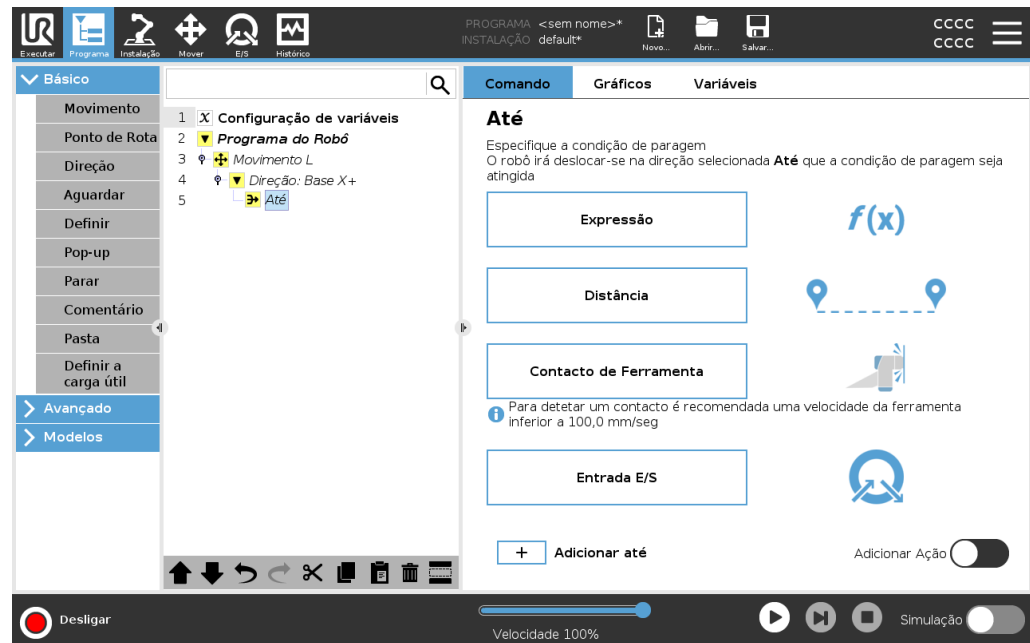 UR
Executar
Programa
Instalação
Mover
E/S
Histórico
PROGRAMA <sem nome>*
INSTALAÇÃO default*
Novo...
Abrir...
Salvar...
cccc
cccc
Básico
Movimento
Ponto de Rota
Direção
Aguardar
Definir
Pop-up
Parar
Comentário
Pasta
Definir a
carga útil
Avançado
Modelos
1 X Configuração de variáveis
2 Programa do Robô
3 Movimento L
4 Direção: Base X+
5 Até
Comando Gráficos Variáveis
Até
Especifique a condição de paragem
O robô irá deslocar-se na direção selecionada Até que a condição de paragem seja
atingida
Expressão
f(x)
Distância
Contacto de Ferramenta
Para detetar um contacto é recomendada uma velocidade da ferramenta
inferior a 100,0 mm/seg
Entrada E/S
+ Adicionar até
Adicionar Ação
Desligar
Velocidade 100%
Simulação